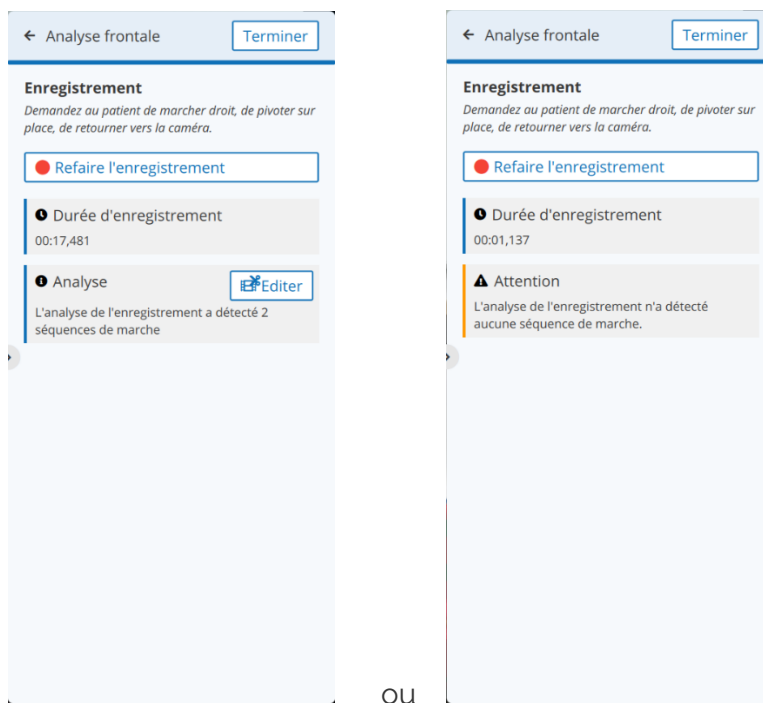 Analyse frontale
Terminer
Enregistrement
Demandez au patient de marcher droit, de pivoter sur
place, de retourner vers la caméra.
Refaire l'enregistrement
Durée d'enregistrement
00:17,481
Analyse
Editer
L'analyse de l'enregistrement a détecté 2
séquences de marche
ou
Analyse frontale
Terminer
Enregistrement
Demandez au patient de marcher droit, de pivoter sur
place, de retourner vers la caméra.
Refaire l'enregistrement
Durée d'enregistrement
00:01,137
Attention
L'analyse de l'enregistrement n'a détecté
aucune séquence de marche.